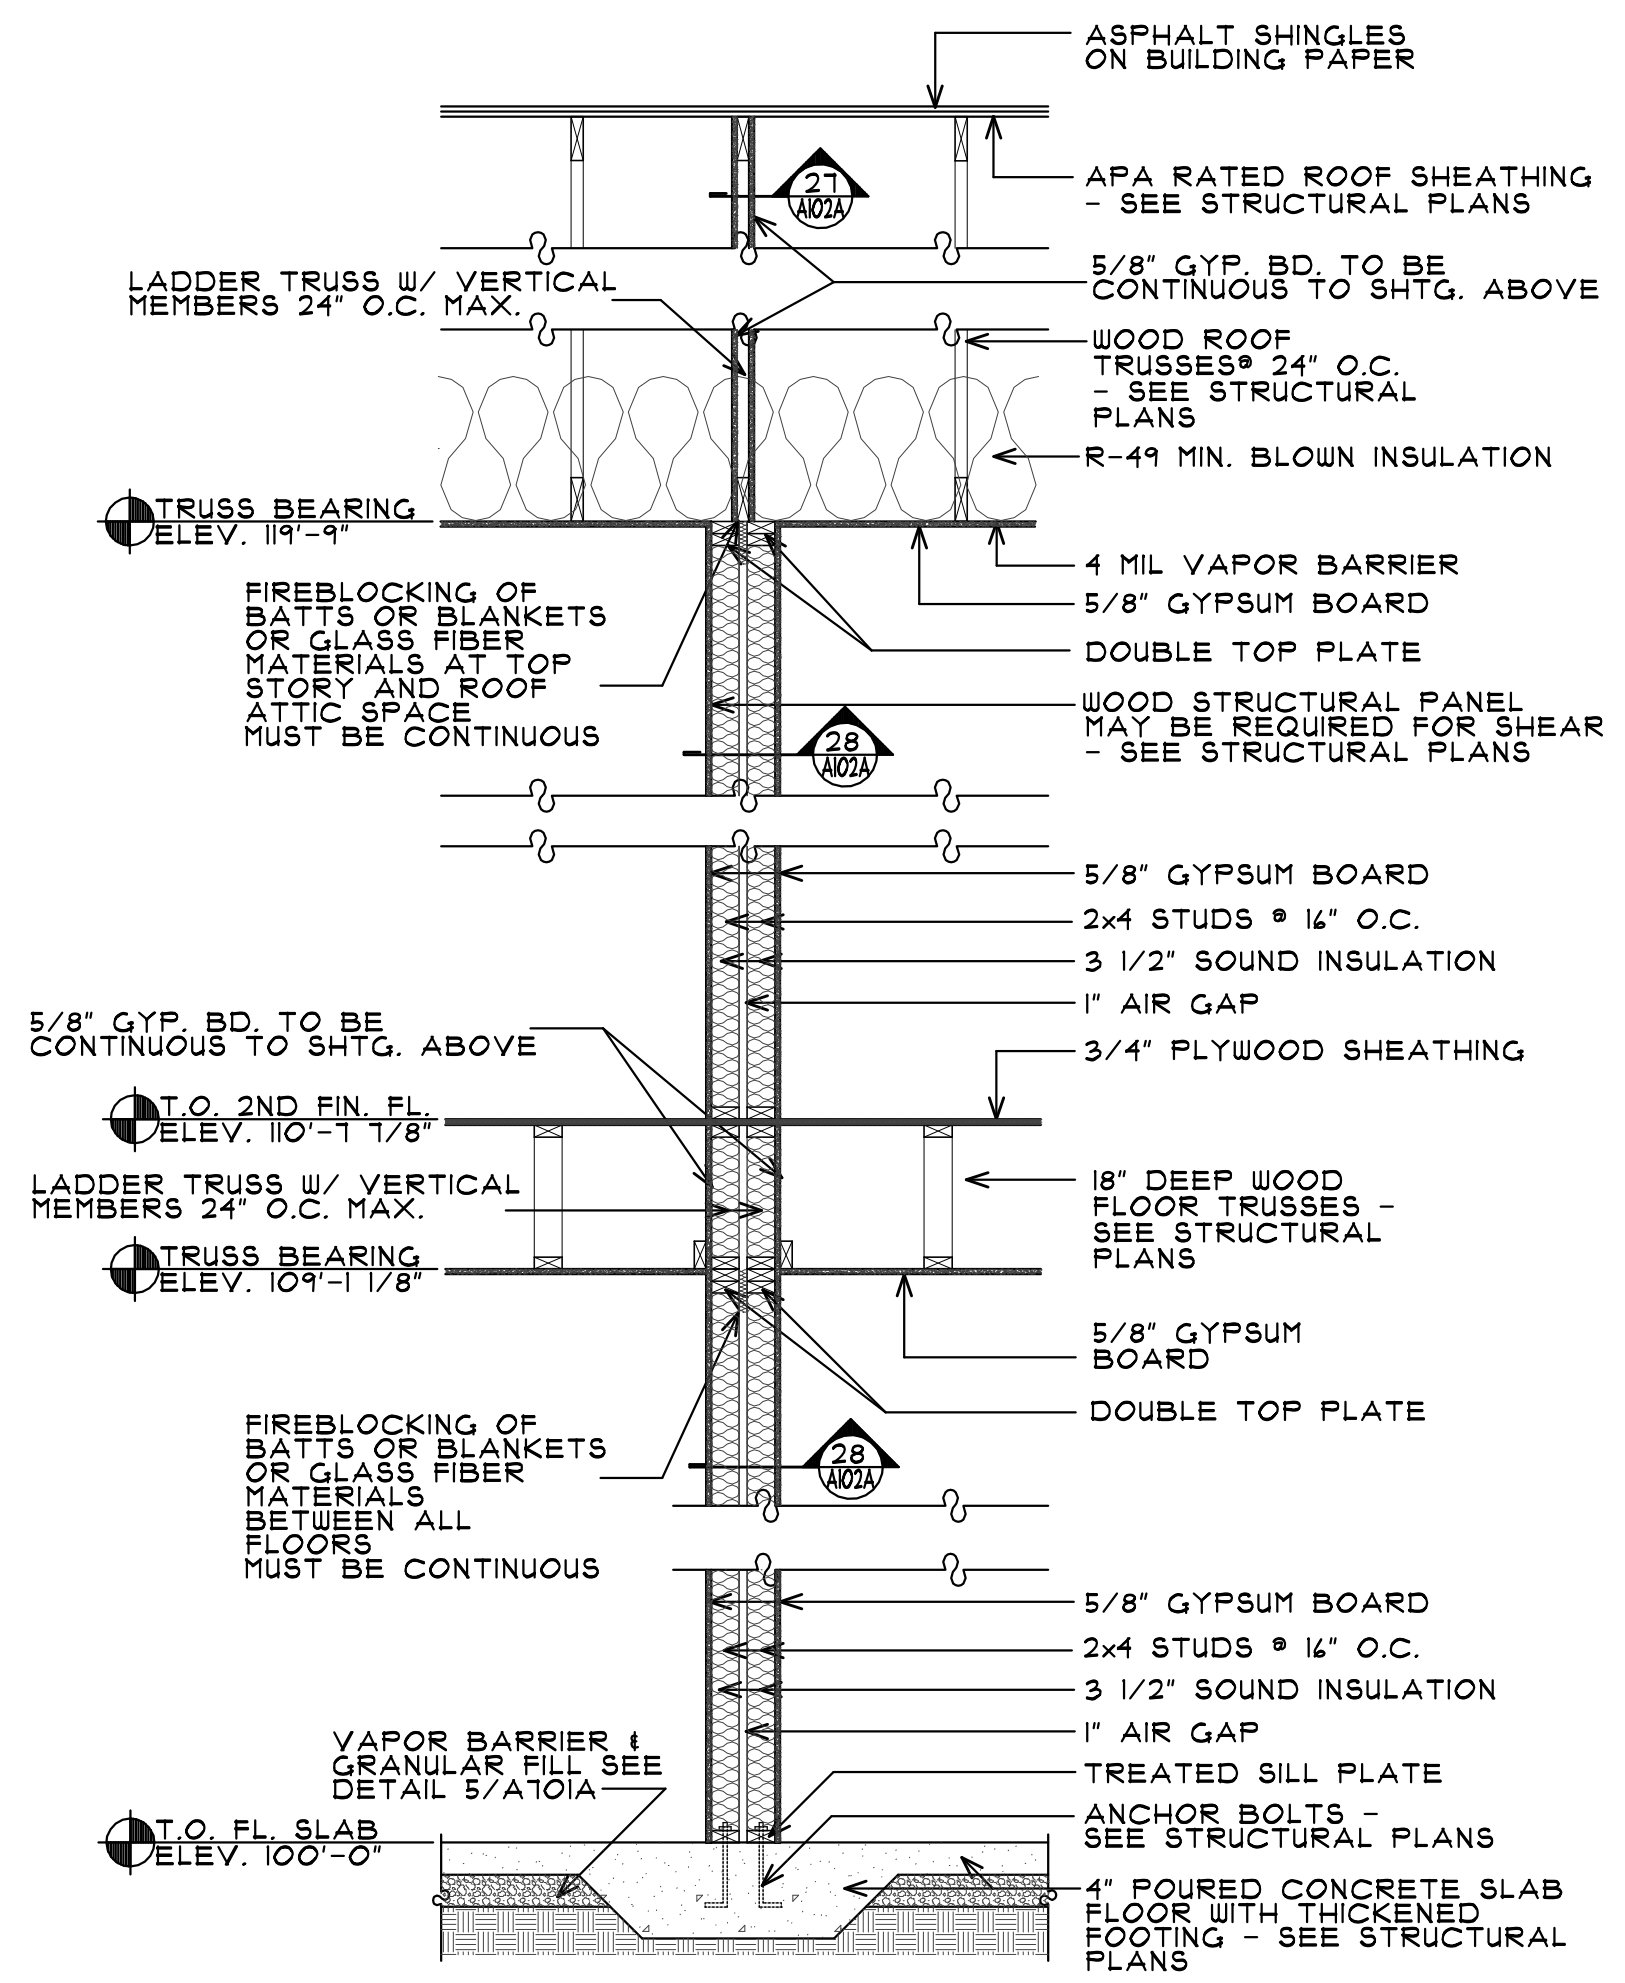 ASPHALT SHINGLES
ON BUILDING PAPER
27
A102A
APA RATED ROOF SHEATHING
- SEE STRUCTURAL PLANS
LADDER TRUSS W/ VERTICAL
MEMBERS 24" O.C. MAX.
5/8" GYP. BD. TO BE
CONTINUOUS TO SHTG. ABOVE
WOOD ROOF
TRUSSES@ 24" O.C.
- SEE STRUCTURAL
PLANS
R-49 MIN. BLOWN INSULATION
TRUSS BEARING
ELEV. 119'-9"
4 MIL VAPOR BARRIER
5/8" GYPSUM BOARD
DOUBLE TOP PLATE
FIREBLOCKING OF
BATTS OR BLANKETS
OR GLASS FIBER
MATERIALS AT TOP
STORY AND ROOF
ATTIC SPACE
MUST BE CONTINUOUS
WOOD STRUCTURAL PANEL
MAY BE REQUIRED FOR SHEAR
- SEE STRUCTURAL PLANS
28
A102A
5/8" GYPSUM BOARD
2x4 STUDS @ 16" O.C.
3 1/2" SOUND INSULATION
1" AIR GAP
5/8" GYP. BD. TO BE
CONTINUOUS TO SHTG. ABOVE
3/4" PLYWOOD SHEATHING
T.O. 2ND FIN. FL.
ELEV. 110'-7 7/8"
LADDER TRUSS W/ VERTICAL
MEMBERS 24" O.C. MAX.
18" DEEP WOOD
FLOOR TRUSSES -
SEE STRUCTURAL
PLANS
TRUSS BEARING
ELEV. 109'-1 1/8"
5/8" GYPSUM
BOARD
DOUBLE TOP PLATE
FIREBLOCKING OF
BATTS OR BLANKETS
OR GLASS FIBER
MATERIALS
BETWEEN ALL
FLOORS
MUST BE CONTINUOUS
28
A102A
5/8" GYPSUM BOARD
2x4 STUDS @ 16" O.C.
3 1/2" SOUND INSULATION
1" AIR GAP
VAPOR BARRIER &
GRANULAR FILL SEE
DETAIL 5/A701A
TREATED SILL PLATE
ANCHOR BOLTS -
SEE STRUCTURAL PLANS
T.O. FL. SLAB
ELEV. 100'-0"
4" POURED CONCRETE SLAB
FLOOR WITH THICKENED
FOOTING - SEE STRUCTURAL
PLANS